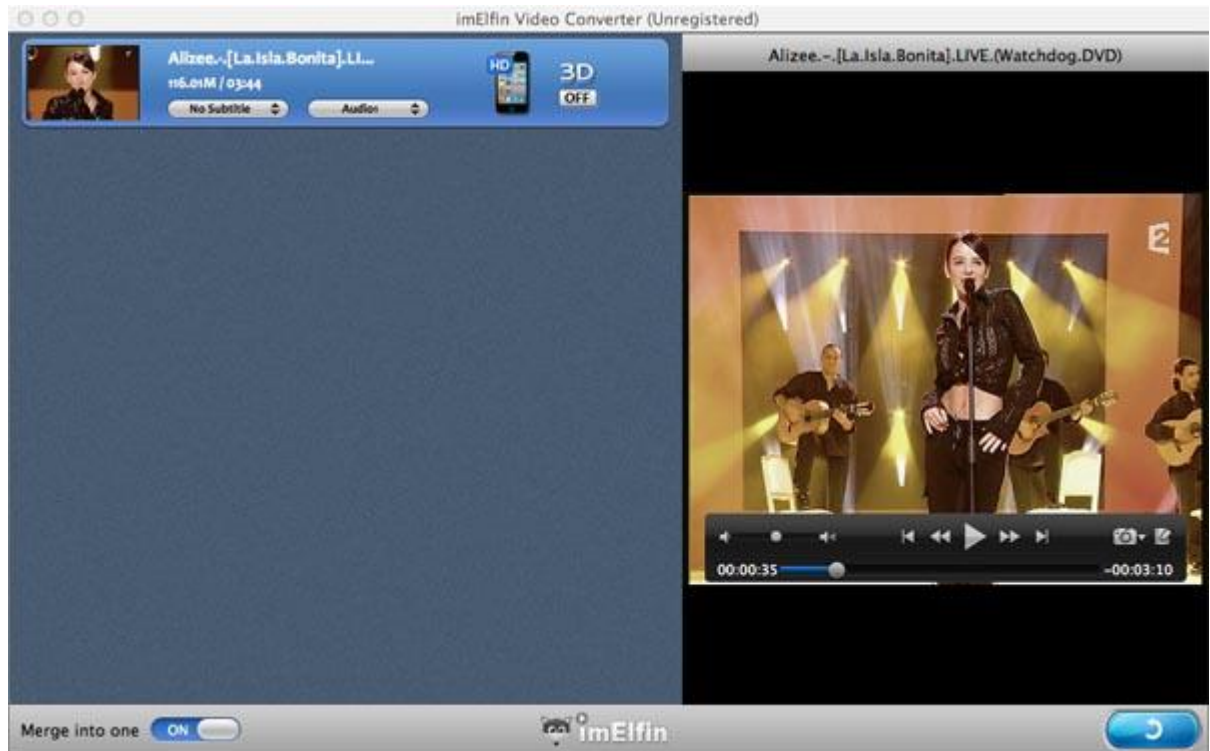 imElfin Video Converter (Unregistered)
Alizee.-.[La.Isla.Bonita].LI...
116.01M / 03:44
No Subtitle
Audio1
HD
3D
OFF
Alizee.-.[La.Isla.Bonita].LIVE.(Watchdog.DVD)
2
00:00:35
-00:03:10
Merge into one
ON
imElfin